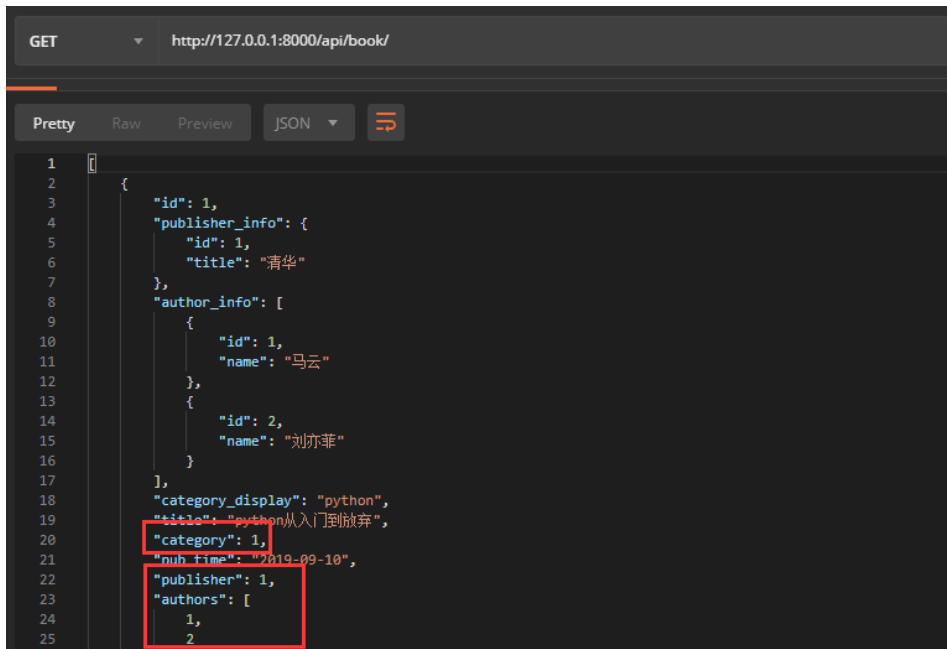 GET http://127.0.0.1:8000/api/book/
Pretty Raw Preview JSON
1 [
2 {
3 "id": 1,
4 "publisher_info": {
5 "id": 1,
6 "title": "清华"
7 },
8 "author_info": [
9 {
10 "id": 1,
11 "name": "马云"
12 },
13 {
14 "id": 2,
15 "name": "刘亦菲"
16 }
17 ],
18 "category_display": "python",
19 "title": "python从入门到放弃",
20 "category": 1,
21 "pub_time": "2019-09-10",
22 "publisher": 1,
23 "authors": [
24 1,
25 2